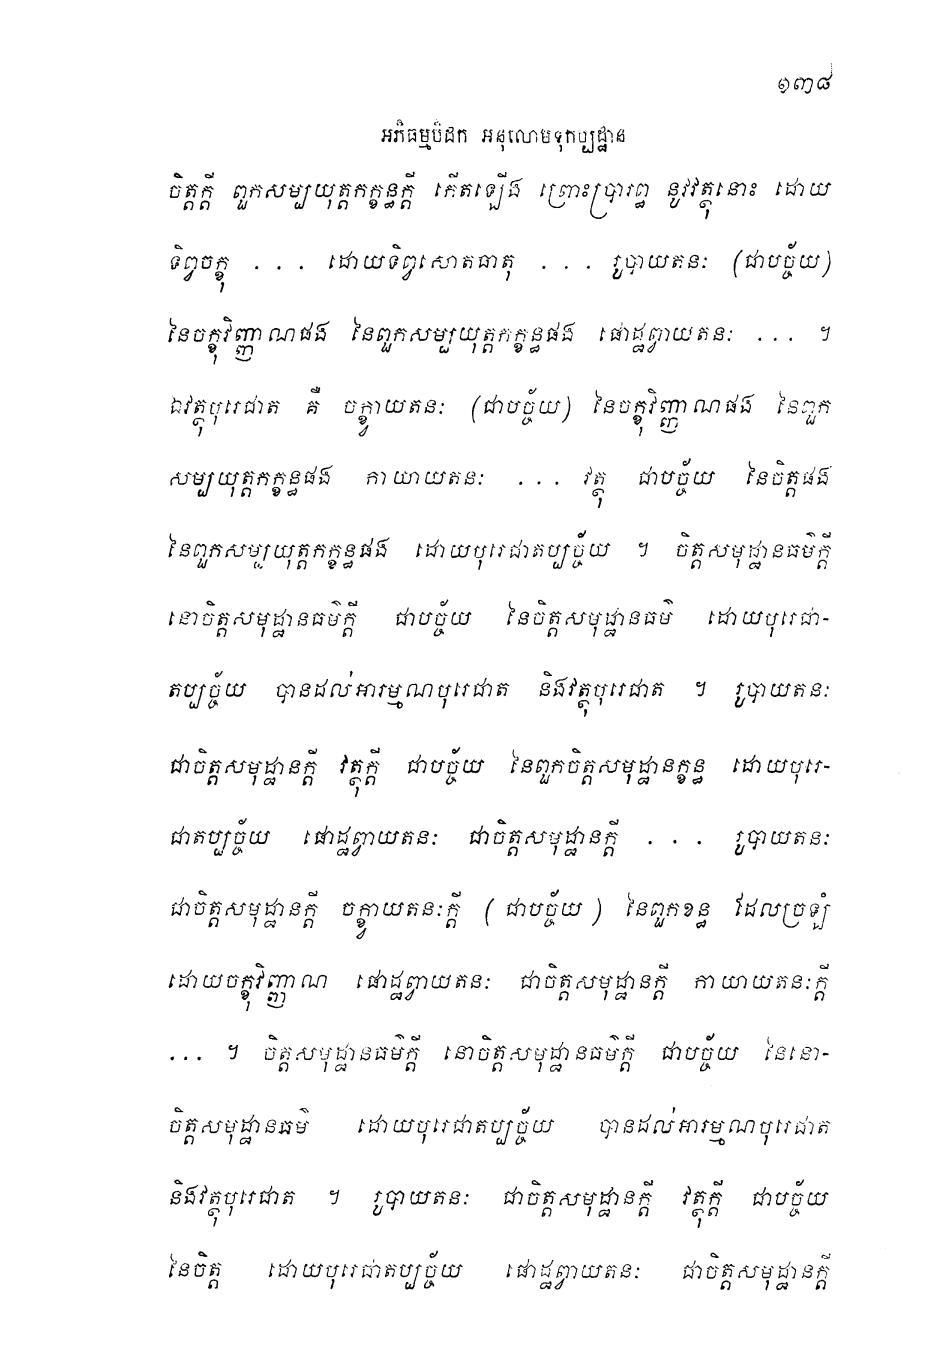 ១៣៨
អភិធម្មបិដក អនុលោមទុកប្បដ្ឋាន
ចិត្តក្តី ពួកសម្បយុត្តកក្ខន្ធក្តី កើតឡើង ព្រោះប្រារព្ធ នូវវត្ថុនោះ ដោយ
ទិព្វចក្ខុ ... ដោយទិព្វសោតធាតុ ... រូបាយតនៈ (ជាបច្ច័យ)
នៃចក្ខុវិញ្ញាណផង នៃពួកសម្បយុត្តកក្ខន្ធផង ផោដ្ឋព្វាយតនៈ ... ។
ឯវត្ថុបុរេជាត គឺ ចក្ខ្វាយតនៈ (ជាបច្ច័យ) នៃចក្ខុវិញ្ញាណផង នៃពួក
សម្បយុត្តកក្ខន្ធផង កាយាយតនៈ ... វត្ថុ ជាបច្ច័យ នៃចិត្តផង
នៃពួកសម្បយុត្តកក្ខន្ធផង ដោយបុរេជាតប្បច្ច័យ ។ ចិត្តសមុដ្ឋានធម៌ក្តី
នោចិត្តសមុដ្ឋានធម៌ក្តី ជាបច្ច័យ នៃចិត្តសមុដ្ឋានធម៌ ដោយបុរេជា-
តប្បច្ច័យ បានដល់អារម្មណបុរេជាត និងវត្ថុបុរេជាត ។ រូបាយតនៈ
ជាចិត្តសមុដ្ឋានក្តី វត្ថុក្តី ជាបច្ច័យ នៃពួកចិត្តសមុដ្ឋានក្ខន្ធ ដោយបុរេ-
ជាតប្បច្ច័យ ផោដ្ឋព្វាយតនៈ ជាចិត្តសមុដ្ឋានក្តី ... រូបាយតនៈ
ជាចិត្តសមុដ្ឋានក្តី ចក្ខ្វាយតនៈក្តី (ជាបច្ច័យ) នៃពួកខន្ធ ដែលច្រឡំ
ដោយចក្ខុវិញ្ញាណ ផោដ្ឋព្វាយតនៈ ជាចិត្តសមុដ្ឋានក្តី កាយាយតនៈក្តី
... ។ ចិត្តសមុដ្ឋានធម៌ក្តី នោចិត្តសមុដ្ឋានធម៌ក្តី ជាបច្ច័យ នៃនោ-
ចិត្តសមុដ្ឋានធម៌ ដោយបុរេជាតប្បច្ច័យ បានដល់អារម្មណបុរេជាត
និងវត្ថុបុរេជាត ។ រូបាយតនៈ ជាចិត្តសមុដ្ឋានក្តី វត្ថុក្តី ជាបច្ច័យ
នៃចិត្ត ដោយបុរេជាតប្បច្ច័យ ផោដ្ឋព្វាយតនៈ ជាចិត្តសមុដ្ឋានក្តី